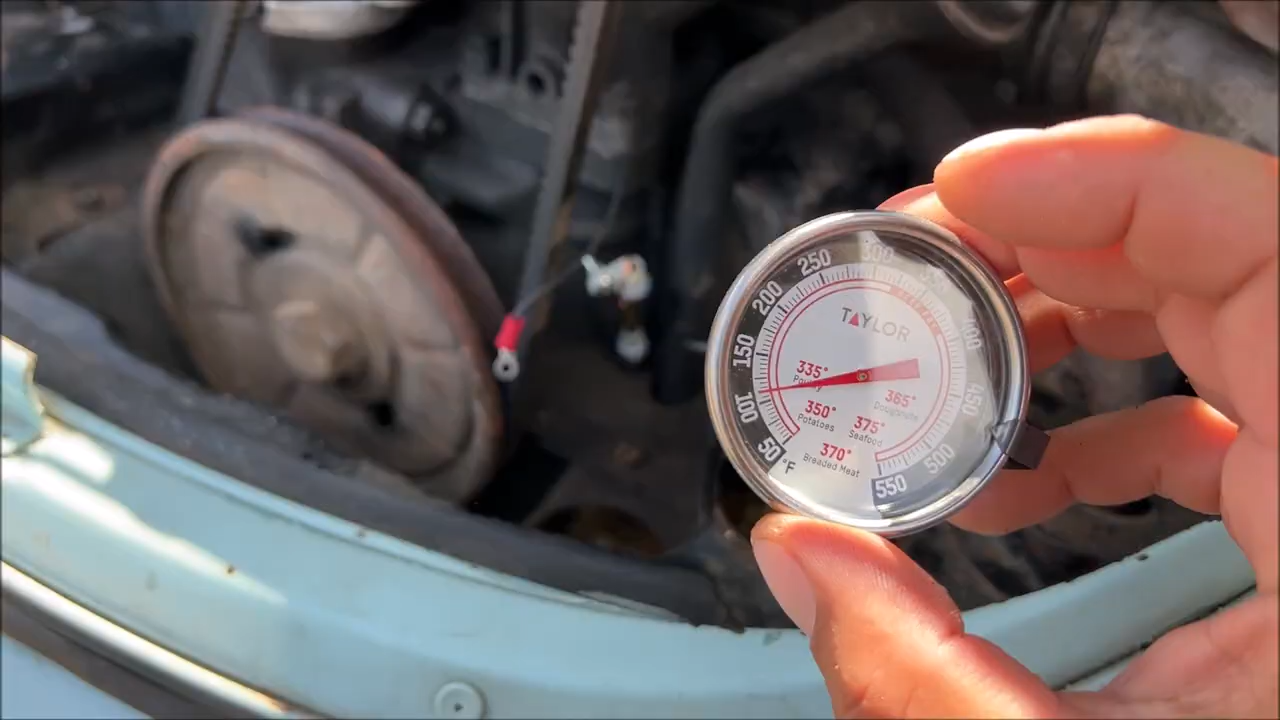 50
100
150
200
250
300
400
450
500
550
°F
TAYLOR
335°
Poultry
365°
Doughnuts
350°
Potatoes
375°
Seafood
370°
Breaded Meat